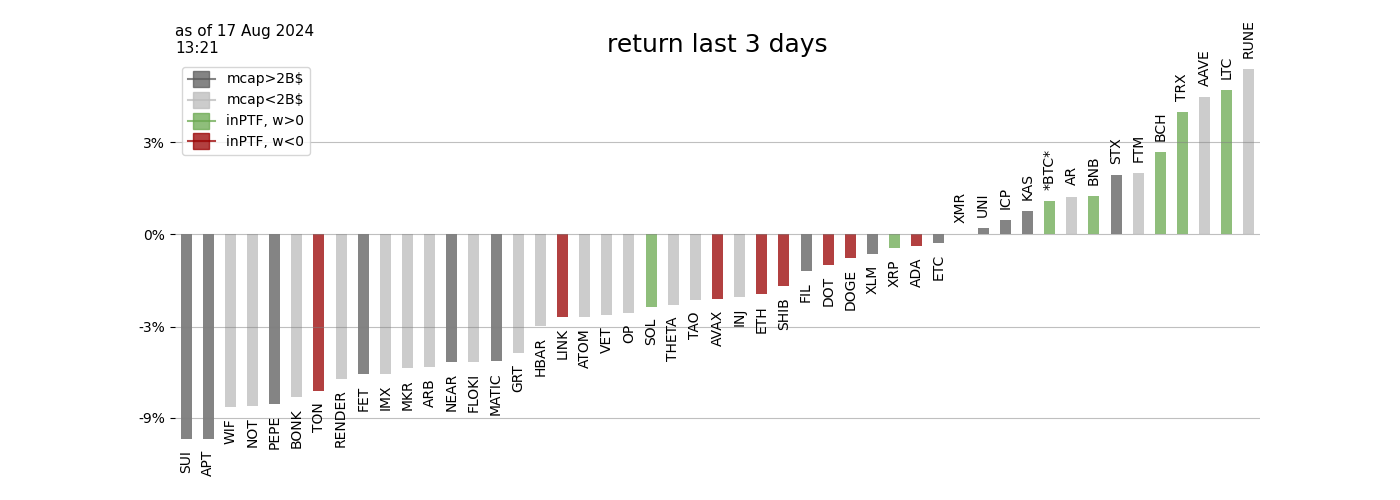 as of 17 Aug 2024
13:21
return last 3 days
mcap>2B$
mcap<2B$
inPTF, w>0
inPTF, w<0
3%
0%
-3%
-9%
SUI
APT
WIF
NOT
PEPE
BONK
TON
RENDER
FET
IMX
MKR
ARB
NEAR
FLOKI
MATIC
GRT
HBAR
LINK
ATOM
VET
OP
SOL
THETA
TAO
AVAX
INJ
ETH
SHIB
FIL
DOT
DOGE
XLM
XRP
ADA
ETC
XMR
UNI
ICP
KAS
*BTC*
AR
BNB
STX
FTM
BCH
TRX
AAVE
LTC
RUNE